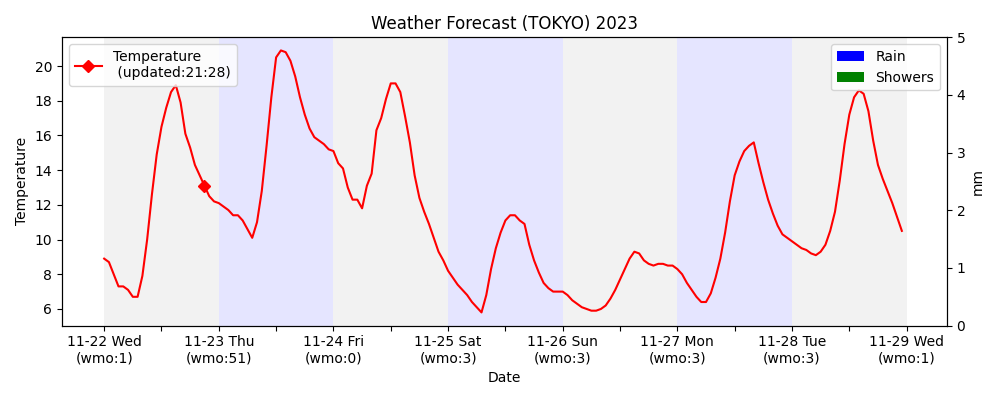 Weather Forecast (TOKYO) 2023
Temperature
(updated:21:28)
Rain
Showers
20
18
16
14
12
10
8
6
Temperature
5
4
3
2
1
0
mm
11-22 Wed 11-23 Thu 11-24 Fri 11-25 Sat 11-26 Sun 11-27 Mon 11-28 Tue 11-29 Wed
(wmo:1) (wmo:51) (wmo:0) (wmo:3) (wmo:3) (wmo:3) (wmo:3) (wmo:1)
Date